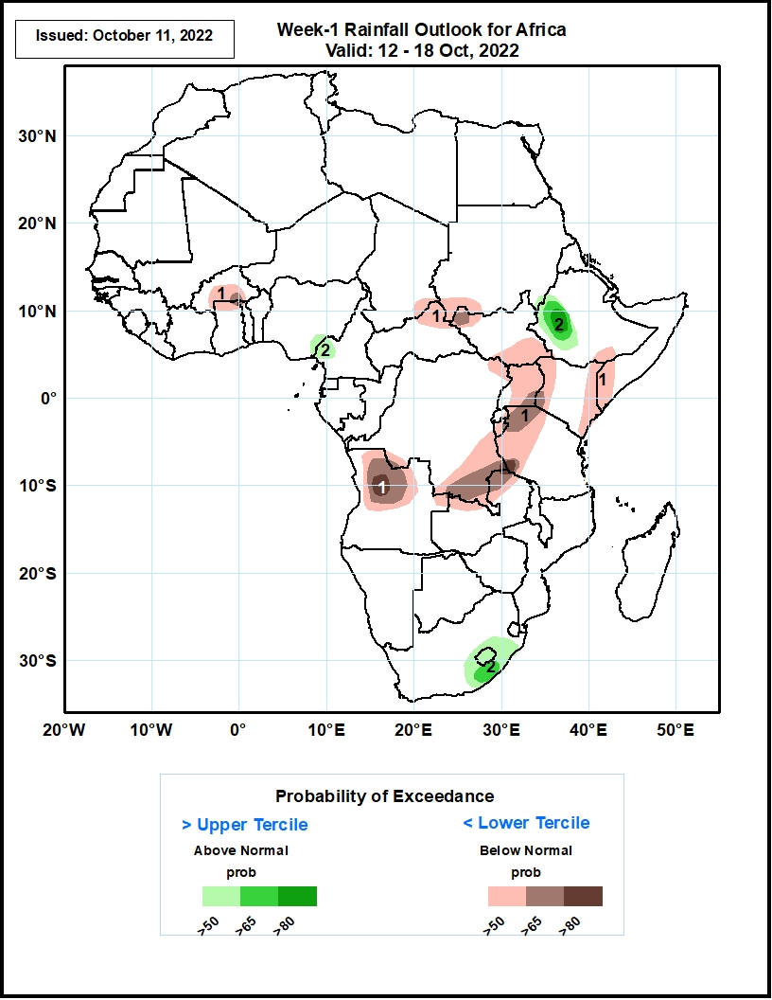 Issued: October 11, 2022
Week-1 Rainfall Outlook for Africa
Valid: 12 - 18 Oct, 2022
30°N
20°N
10°N
0°
10°S
20°S
30°S
1
1
2
2
2
1
1
1
1
2
20°W
10°W
0°
10°E
20°E
30°E
40°E
50°E
Probability of Exceedance
> Upper Tercile
< Lower Tercile
Above Normal
Below Normal
prob
prob
>50
>65
>80
>50
>65
>80